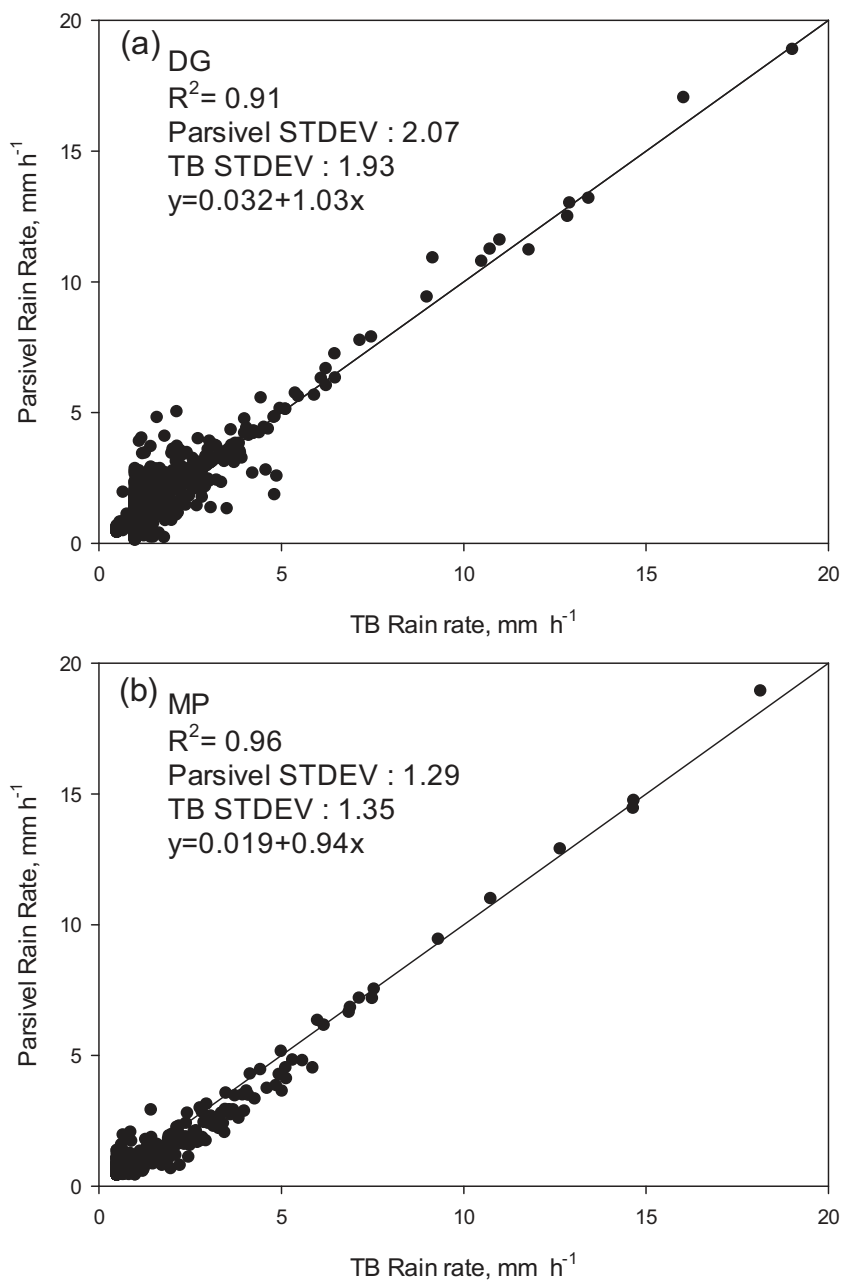 (a) DG
R²= 0.91
Parsivel STDEV : 2.07
TB STDEV : 1.93
y=0.032+1.03x
Parsivel Rain Rate, mm h⁻¹
20
15
10
5
0
0 5 10 15 20
TB Rain rate, mm h⁻¹
(b) MP
R²= 0.96
Parsivel STDEV : 1.29
TB STDEV : 1.35
y=0.019+0.94x
Parsivel Rain Rate, mm h⁻¹
20
15
10
5
0
0 5 10 15 20
TB Rain rate, mm h⁻¹